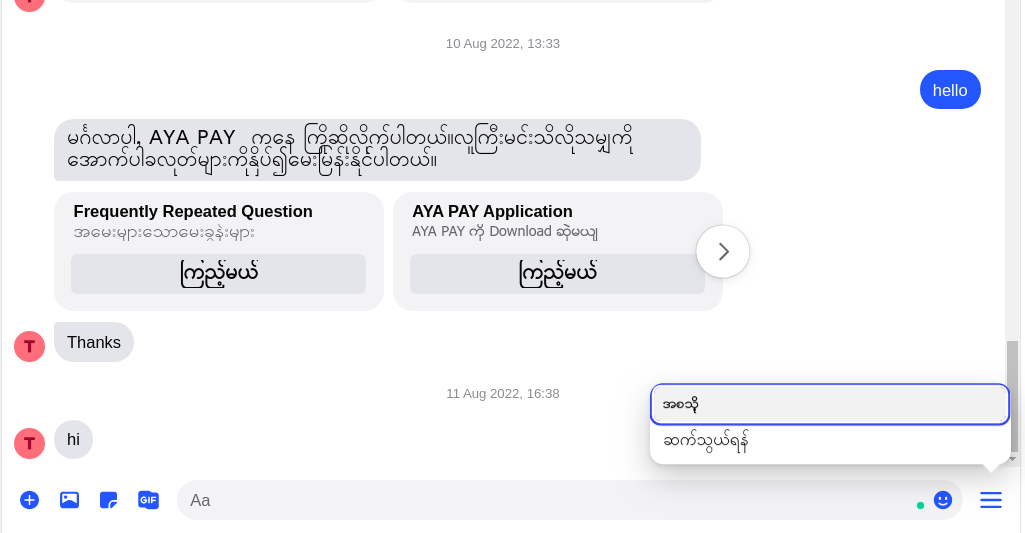 10 Aug 2022, 13:33
hello
မင်္ဂလာပါ, AYA PAY ကနေ ကြိုဆိုလိုက်ပါတယ်။လူကြီးမင်းသိလိုသမျှကို
အောက်ပါခလုတ်များကိုနှိပ်၍မေးမြန်းနိုင်ပါတယ်။
Frequently Repeated Question
အမေးများသောမေးခွန်းများ
ကြည့်မယ်
AYA PAY Application
AYA PAY ကို Download ဆွဲမယျ
ကြည့်မယ်
T
Thanks
11 Aug 2022, 16:38
T
hi
အစသို့
ဆက်သွယ်ရန်
GIF
Aa